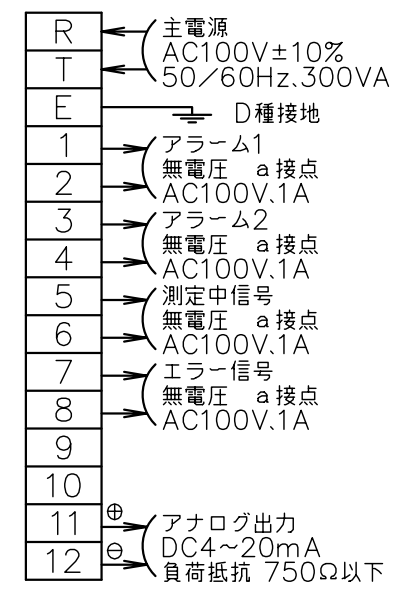 R
主電源
AC100V±10%
T
50/60Hz、300VA
E
D種接地
1
アラーム1
無電圧 a接点
2
AC100V、1A
3
アラーム2
無電圧 a接点
4
AC100V、1A
5
測定中信号
無電圧 a接点
6
AC100V、1A
7
エラー信号
無電圧 a接点
8
AC100V、1A
9
10
11
⊕
アナログ出力
DC4～20mA
12
⊖
負荷抵抗 750Ω以下